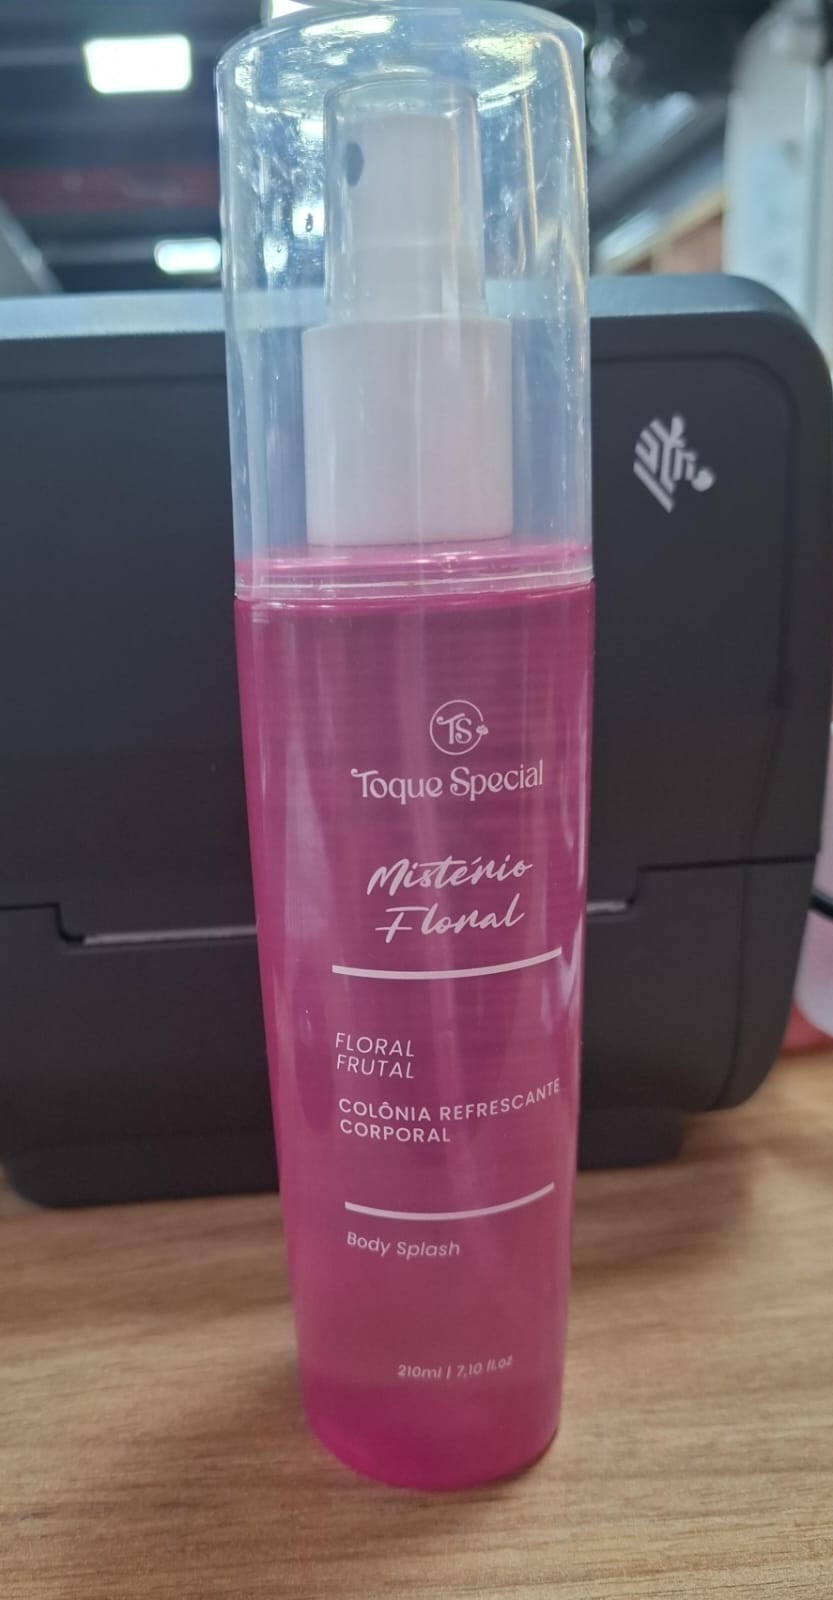 TS
Toque Special
Mistério
Floral
FLORAL
FRUTAL
COLÔNIA REFRESCANTE
CORPORAL
Body Splash
210ml | 7,10 fl.oz